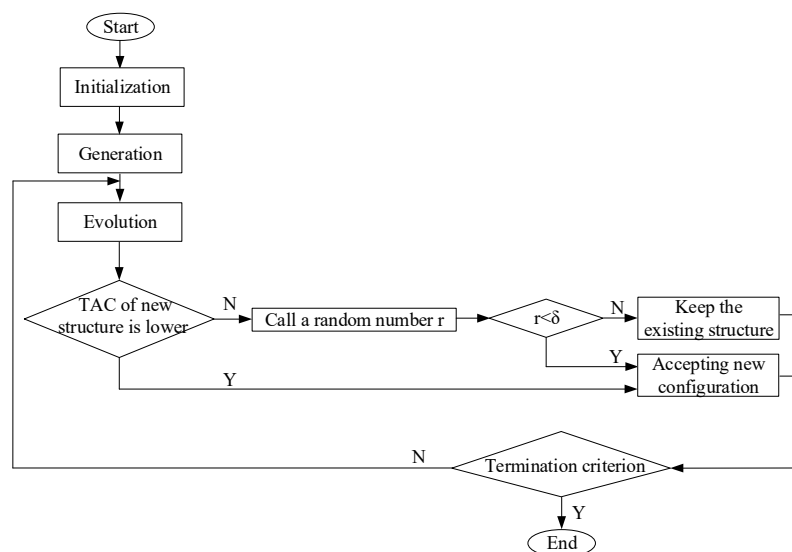 Start
Initialization
Generation
Evolution
TAC of new
structure is lower
N
Call a random number r
r<δ
N
Keep the
existing structure
Y
Accepting new
configuration
Y
Termination criterion
N
Y
End